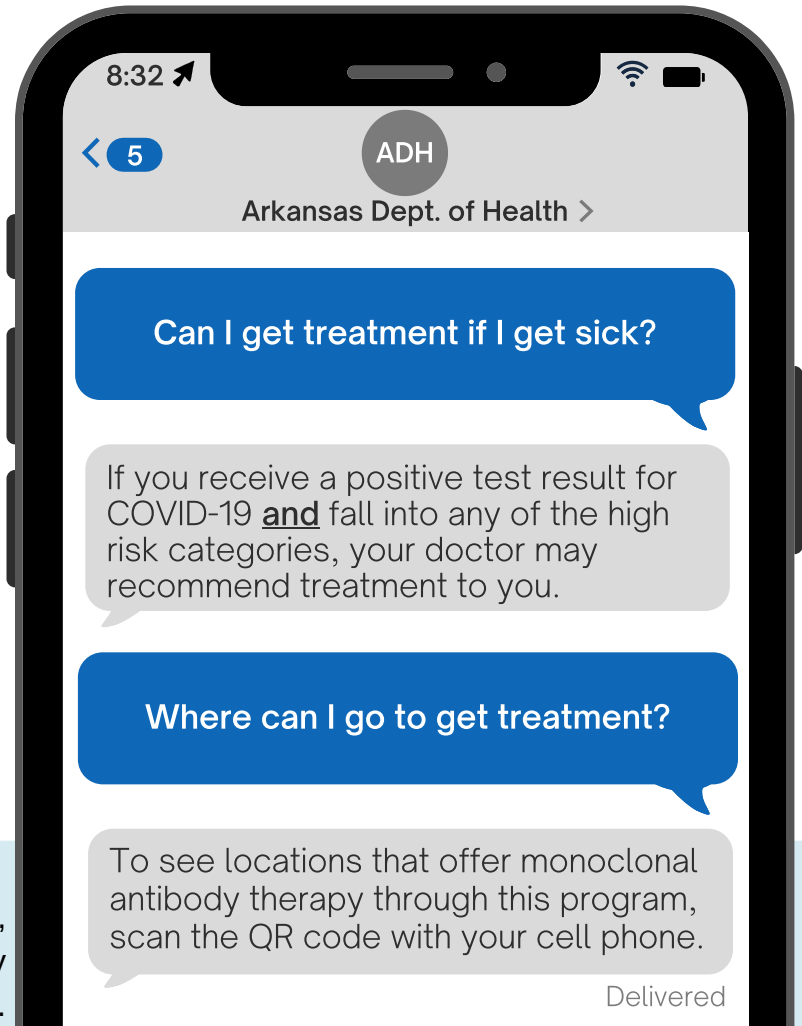 8:32
5
ADH
Arkansas Dept. of Health
Can I get treatment if I get sick?
If you receive a positive test result for
COVID-19 and fall into any of the high
risk categories, your doctor may
recommend treatment to you.
Where can I go to get treatment?
To see locations that offer monoclonal
antibody therapy through this program,
scan the QR code with your cell phone.
Delivered